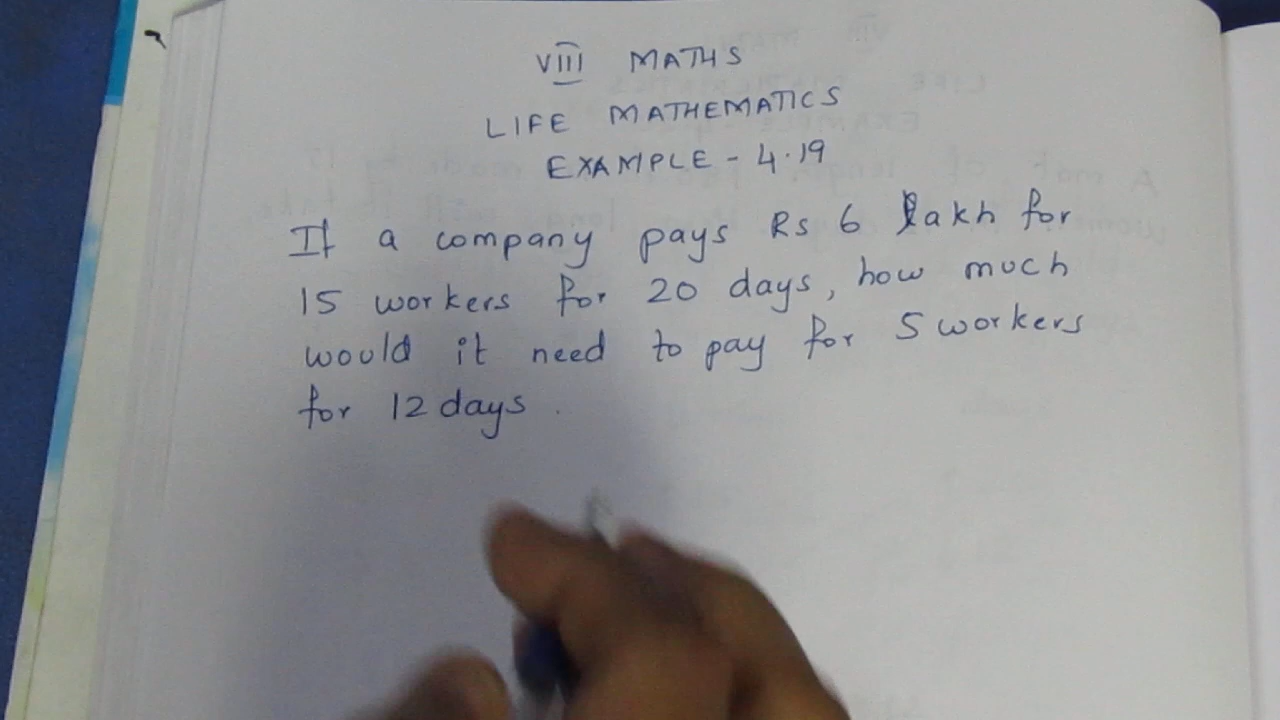 VIII MATHS
LIFE MATHEMATICS
EXAMPLE - 4.19
If a company pays Rs 6 lakh for
15 workers for 20 days, how much
would it need to pay for 5 workers
for 12 days.